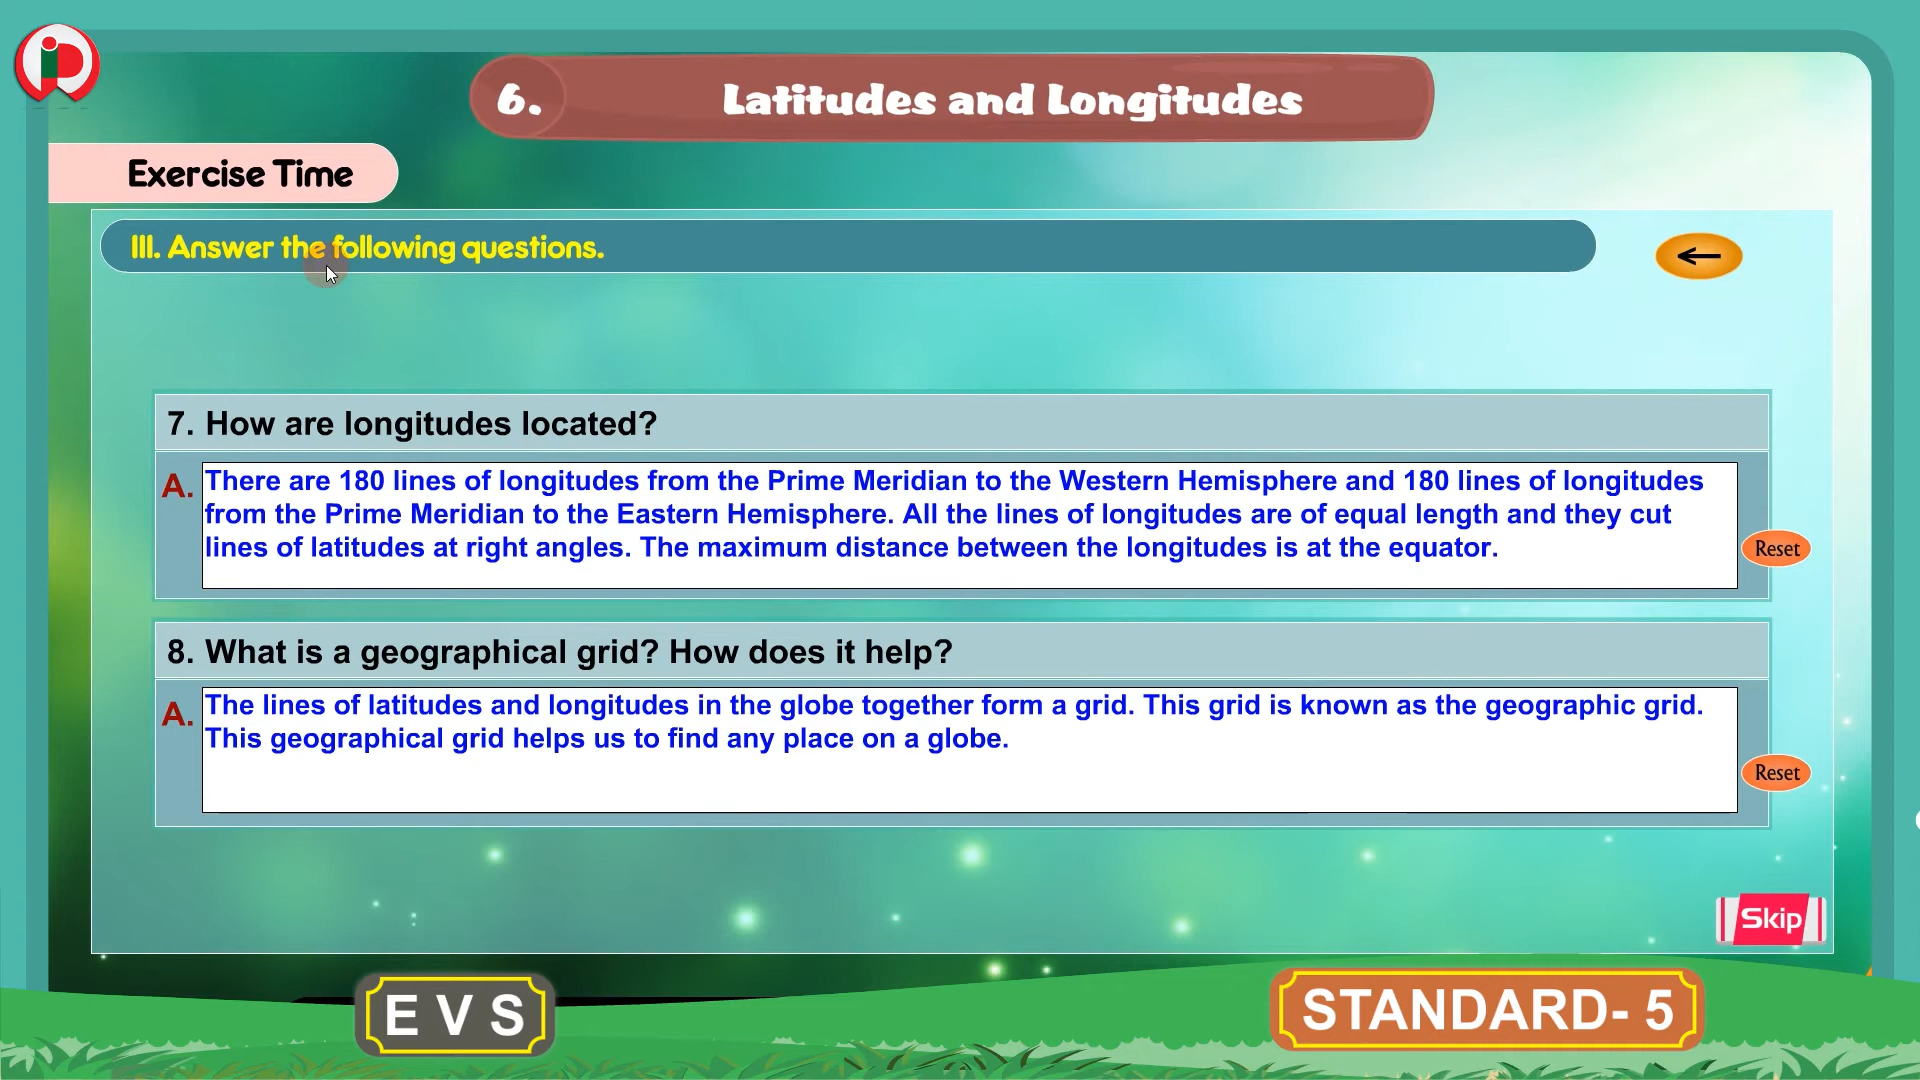 6. Latitudes and Longitudes
Exercise Time
III. Answer the following questions.
7. How are longitudes located?
A. There are 180 lines of longitudes from the Prime Meridian to the Western Hemisphere and 180 lines of longitudes
from the Prime Meridian to the Eastern Hemisphere. All the lines of longitudes are of equal length and they cut
lines of latitudes at right angles. The maximum distance between the longitudes is at the equator.
Reset
8. What is a geographical grid? How does it help?
A. The lines of latitudes and longitudes in the globe together form a grid. This grid is known as the geographic grid.
This geographical grid helps us to find any place on a globe.
Reset
Skip
E V S
STANDARD- 5